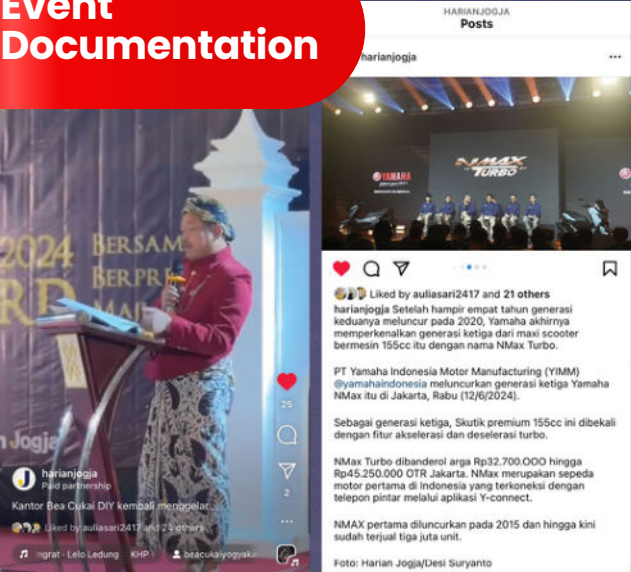 Event
Documentation
2024 BERSAM
BERPR
MAJ
n Jogja
25
2
harianjogja
Paid partnership
Kantor Bea Cukai DIY kembali menggelar...
Liked by auliasari2417 and 24 others
ngrat - Lelo Ledung KHP beacukaiyogyaka
HARIANJOGJA
Posts
harianjogja
YAMAHA
NMAX
TURBO
Liked by auliasari2417 and 21 others
harianjogja Setelah hampir empat tahun generasi
keduanya meluncur pada 2020, Yamaha akhirnya
memperkenalkan generasi ketiga dari maxi scooter
bermesin 155cc itu dengan nama NMax Turbo.
PT Yamaha Indonesia Motor Manufacturing (YIMM)
@yamahaindonesia meluncurkan generasi ketiga Yamaha
NMax itu di Jakarta, Rabu (12/6/2024).
Sebagai generasi ketiga, Skutik premium 155cc ini dibekali
dengan fitur akselerasi dan deselerasi turbo.
NMax Turbo dibanderol arga Rp32.700.OOO hingga
Rp45.250.000 OTR Jakarta. NMax merupakan sepeda
motor pertama di Indonesia yang terkoneksi dengan
telepon pintar melalui aplikasi Y-connect.
NMAX pertama diluncurkan pada 2015 dan hingga kini
sudah terjual tiga juta unit.
Foto: Harian Jogja/Desi Suryanto